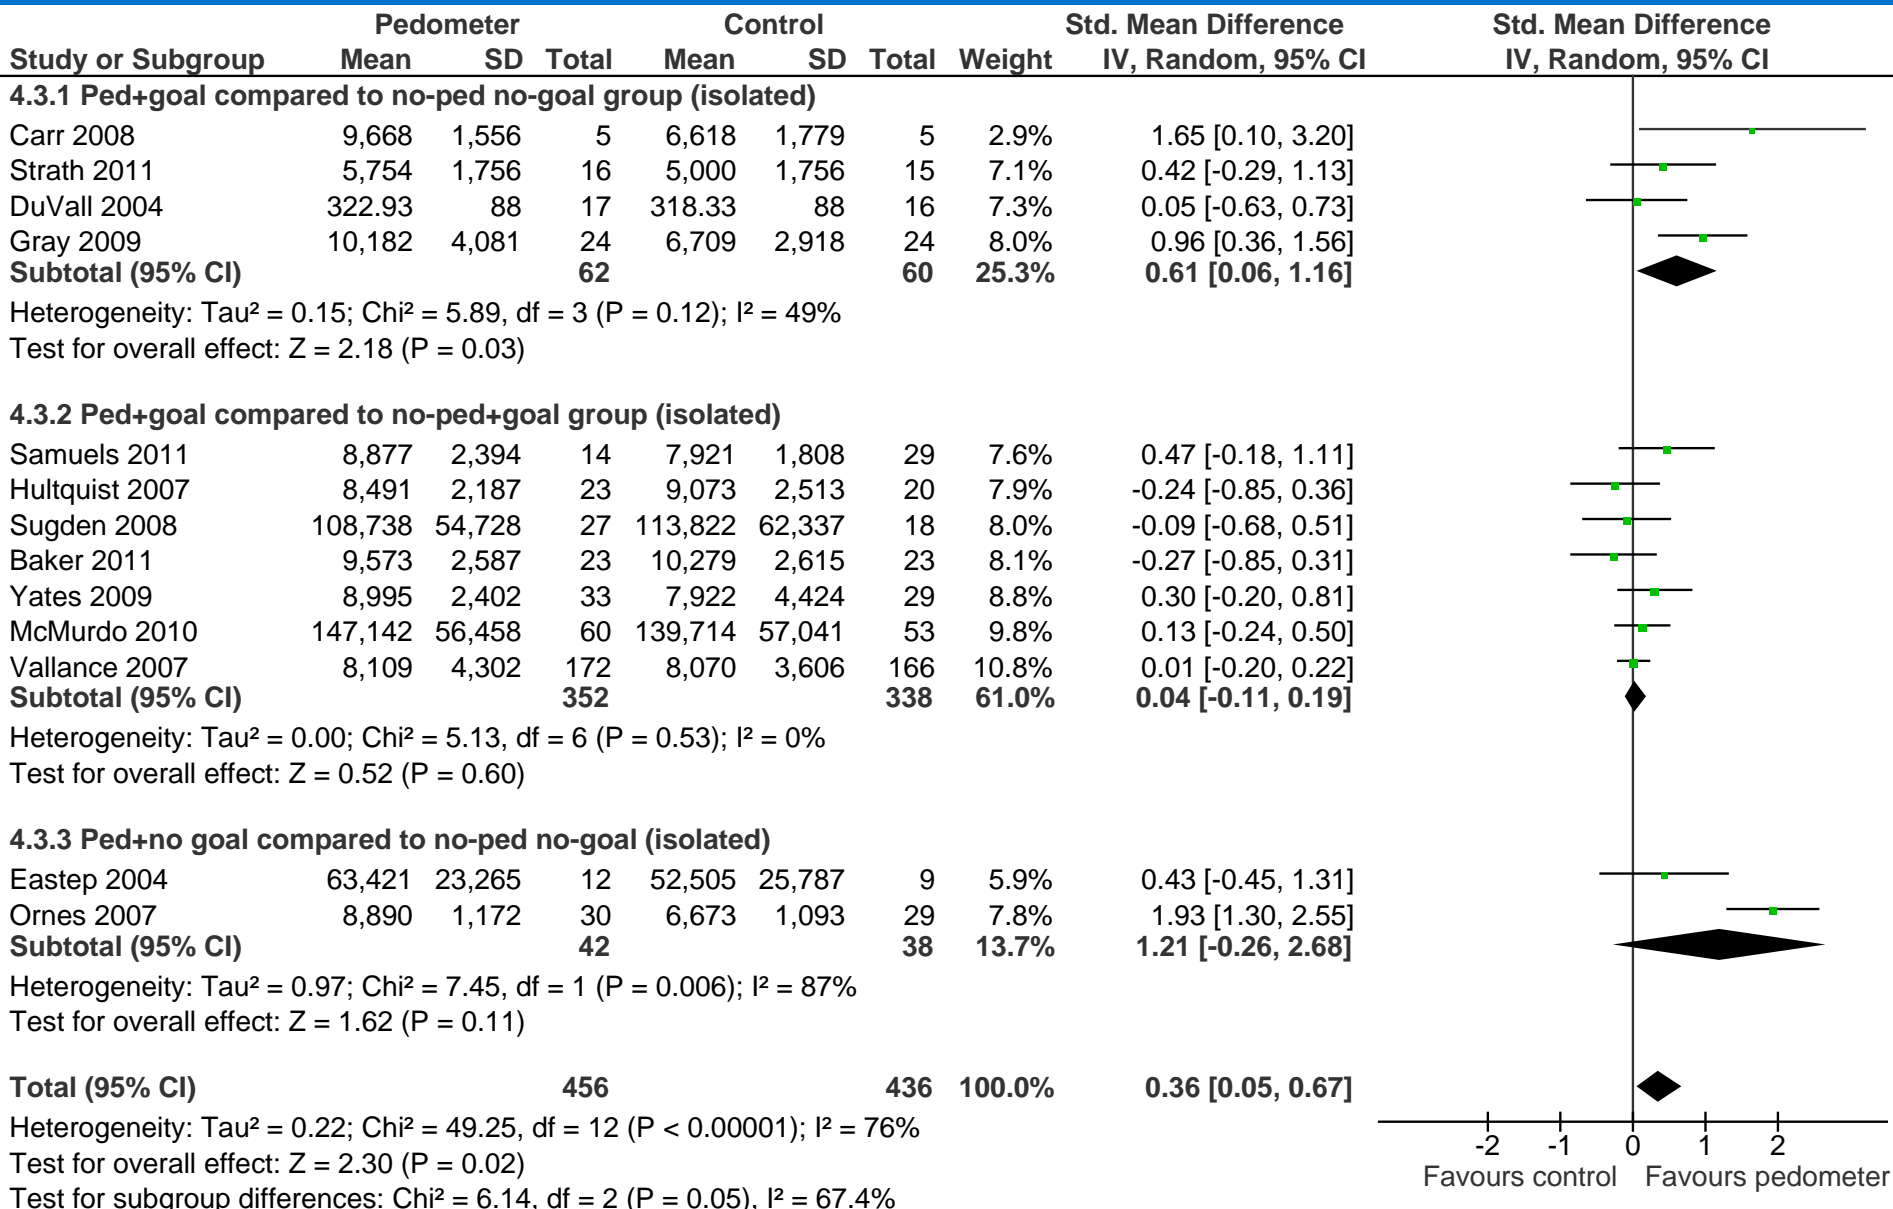 Pedometer Control Std. Mean Difference Std. Mean Difference
Study or Subgroup Mean SD Total Mean SD Total Weight IV, Random, 95% CI IV, Random, 95% CI
4.3.1 Ped+goal compared to no-ped no-goal group (isolated)
Carr 2008 9,668 1,556 5 6,618 1,779 5 2.9% 1.65 [0.10, 3.20]
Strath 2011 5,754 1,756 16 5,000 1,756 15 7.1% 0.42 [-0.29, 1.13]
DuVall 2004 322.93 88 17 318.33 88 16 7.3% 0.05 [-0.63, 0.73]
Gray 2009 10,182 4,081 24 6,709 2,918 24 8.0% 0.96 [0.36, 1.56]
Subtotal (95% CI) 62 60 25.3% 0.61 [0.06, 1.16]
Heterogeneity: Tau² = 0.15; Chi² = 5.89, df = 3 (P = 0.12); I² = 49%
Test for overall effect: Z = 2.18 (P = 0.03)
4.3.2 Ped+goal compared to no-ped+goal group (isolated)
Samuels 2011 8,877 2,394 14 7,921 1,808 29 7.6% 0.47 [-0.18, 1.11]
Hultquist 2007 8,491 2,187 23 9,073 2,513 20 7.9% -0.24 [-0.85, 0.36]
Sugden 2008 108,738 54,728 27 113,822 62,337 18 8.0% -0.09 [-0.68, 0.51]
Baker 2011 9,573 2,587 23 10,279 2,615 23 8.1% -0.27 [-0.85, 0.31]
Yates 2009 8,995 2,402 33 7,922 4,424 29 8.8% 0.30 [-0.20, 0.81]
McMurdo 2010 147,142 56,458 60 139,714 57,041 53 9.8% 0.13 [-0.24, 0.50]
Vallance 2007 8,109 4,302 172 8,070 3,606 166 10.8% 0.01 [-0.20, 0.22]
Subtotal (95% CI) 352 338 61.0% 0.04 [-0.11, 0.19]
Heterogeneity: Tau² = 0.00; Chi² = 5.13, df = 6 (P = 0.53); I² = 0%
Test for overall effect: Z = 0.52 (P = 0.60)
4.3.3 Ped+no goal compared to no-ped no-goal (isolated)
Eastep 2004 63,421 23,265 12 52,505 25,787 9 5.9% 0.43 [-0.45, 1.31]
Ornes 2007 8,890 1,172 30 6,673 1,093 29 7.8% 1.93 [1.30, 2.55]
Subtotal (95% CI) 42 38 13.7% 1.21 [-0.26, 2.68]
Heterogeneity: Tau² = 0.97; Chi² = 7.45, df = 1 (P = 0.006); I² = 87%
Test for overall effect: Z = 1.62 (P = 0.11)
Total (95% CI) 456 436 100.0% 0.36 [0.05, 0.67]
Heterogeneity: Tau² = 0.22; Chi² = 49.25, df = 12 (P < 0.00001); I² = 76%
Test for overall effect: Z = 2.30 (P = 0.02)
Test for subgroup differences: Chi² = 6.14, df = 2 (P = 0.05), I² = 67.4%
-2 -1 0 1 2
Favours control Favours pedometer